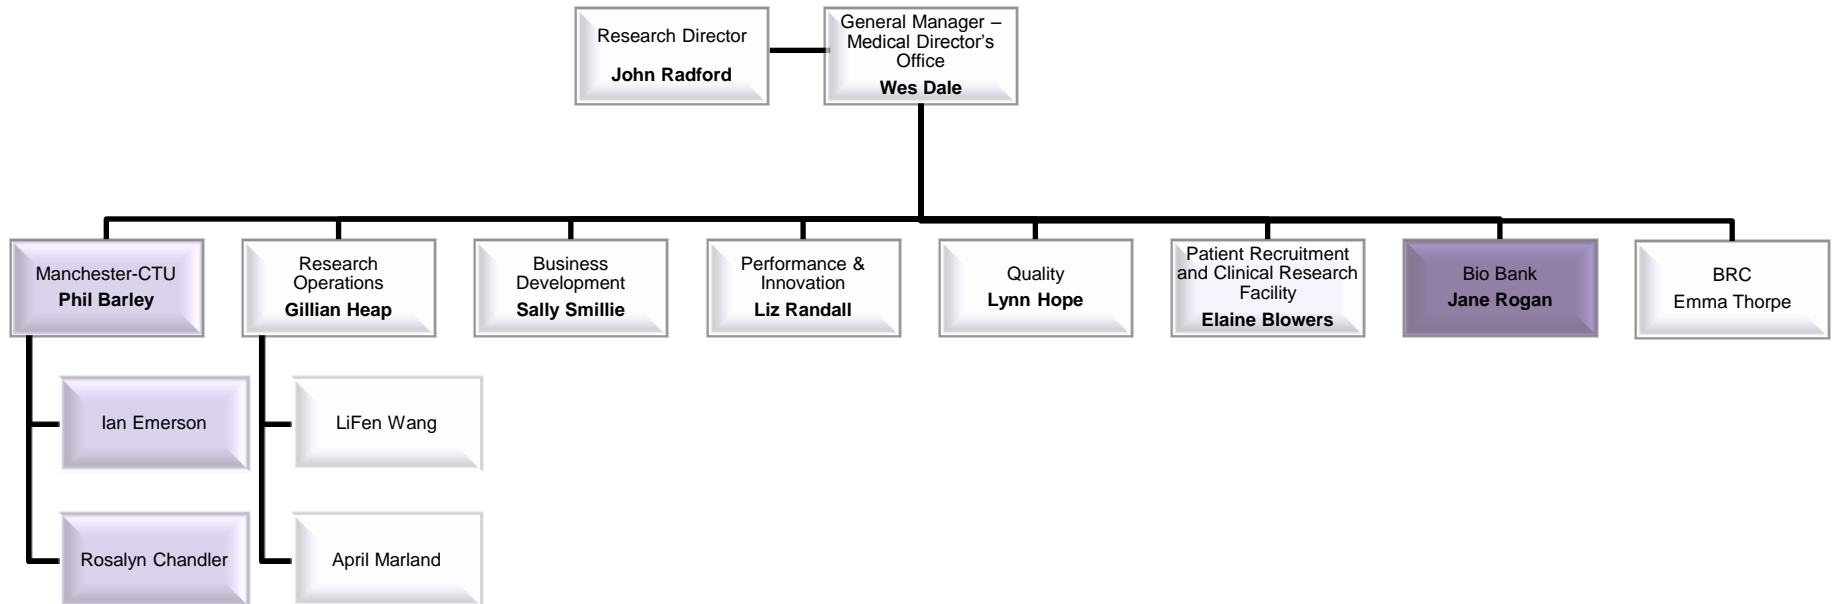 Research Director
John Radford
General Manager –
Medical Director's
Office
Wes Dale
Manchester-CTU
Phil Barley
Research
Operations
Gillian Heap
Business
Development
Sally Smillie
Performance &
Innovation
Liz Randall
Quality
Lynn Hope
Patient Recruitment
and Clinical Research
Facility
Elaine Blowers
Bio Bank
Jane Rogan
BRC
Emma Thorpe
Ian Emerson
LiFen Wang
Rosalyn Chandler
April Marland